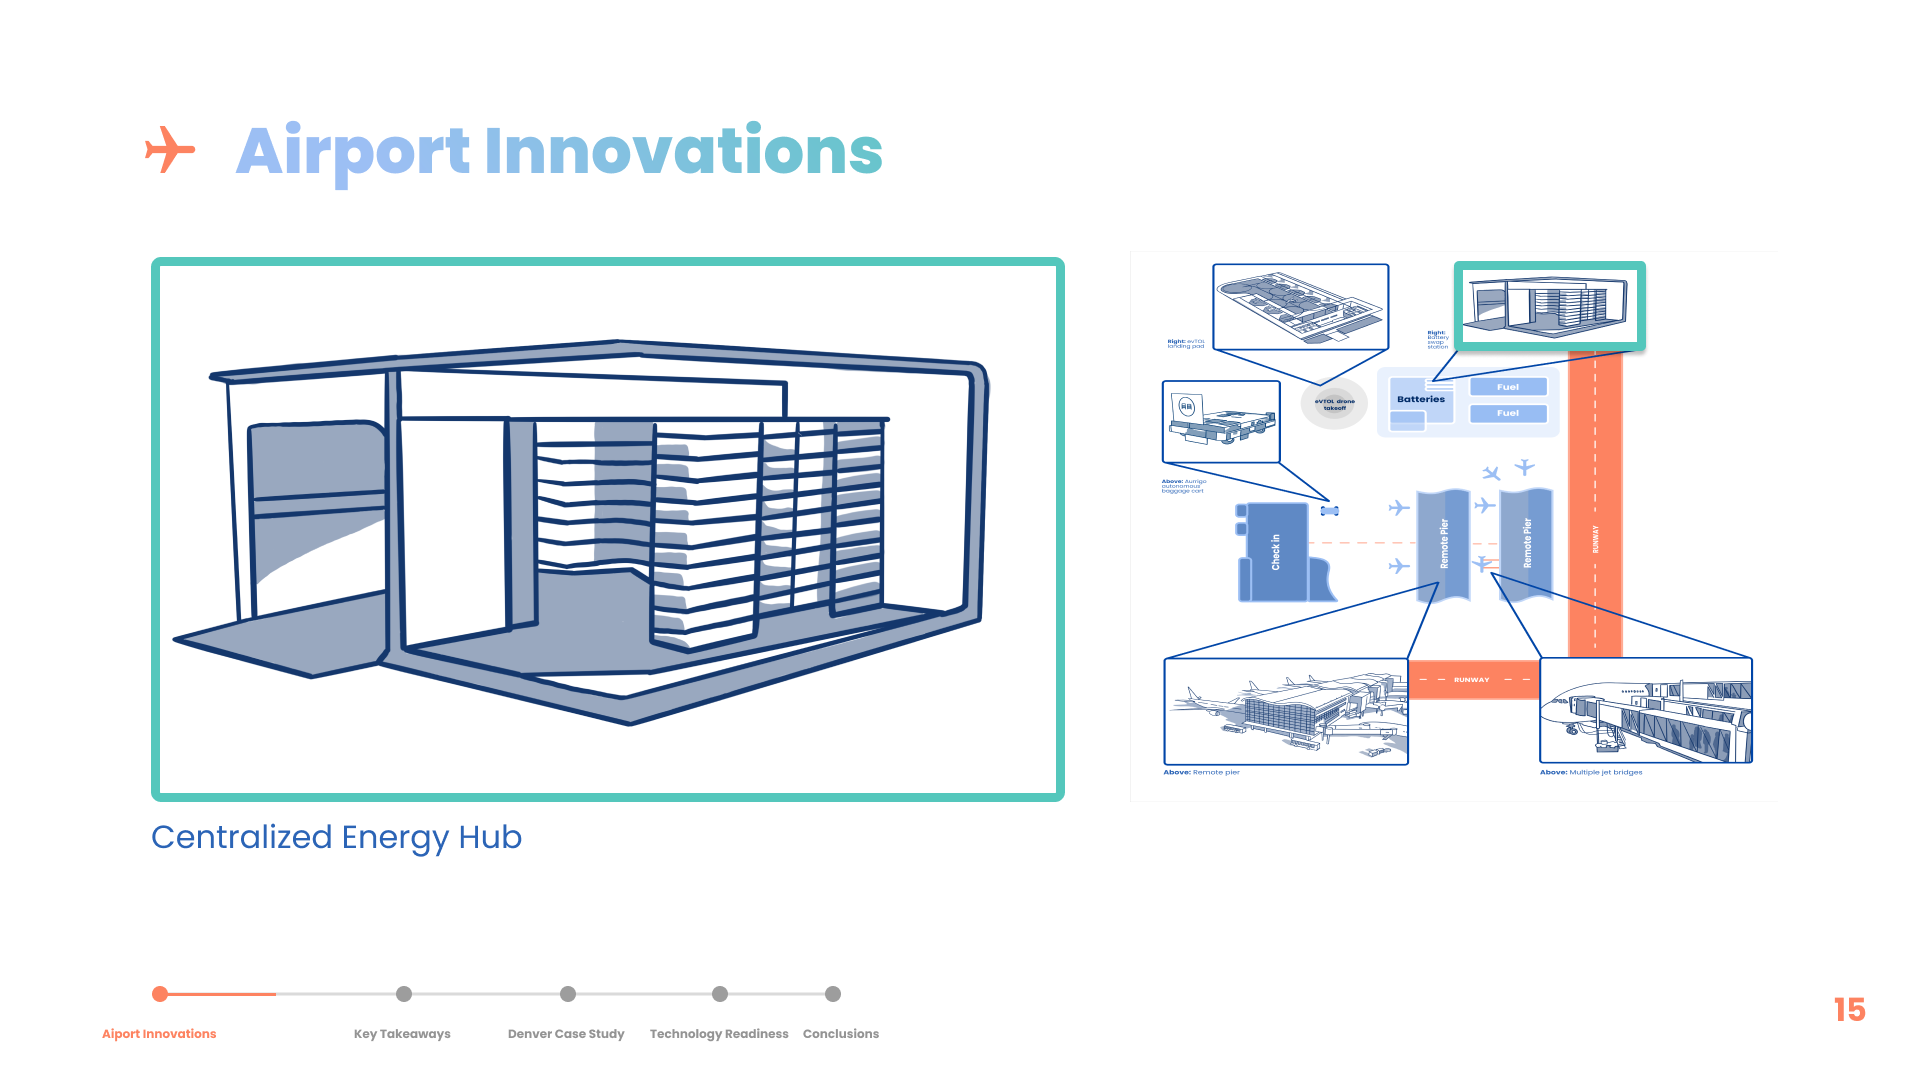 Airport Innovations
Centralized Energy Hub
Right: evTOL
landing pad
Right:
Battery
swap
station
eVTOL drone
takeoff
Batteries
Fuel
Fuel
Above: Aurrigo
autonomous
baggage cart
Check in
Remote Pier
Remote Pier
RUNWAY
RUNWAY
Above: Remote pier
Above: Multiple jet bridges
Aiport Innovations
Key Takeaways
Denver Case Study
Technology Readiness
Conclusions
15